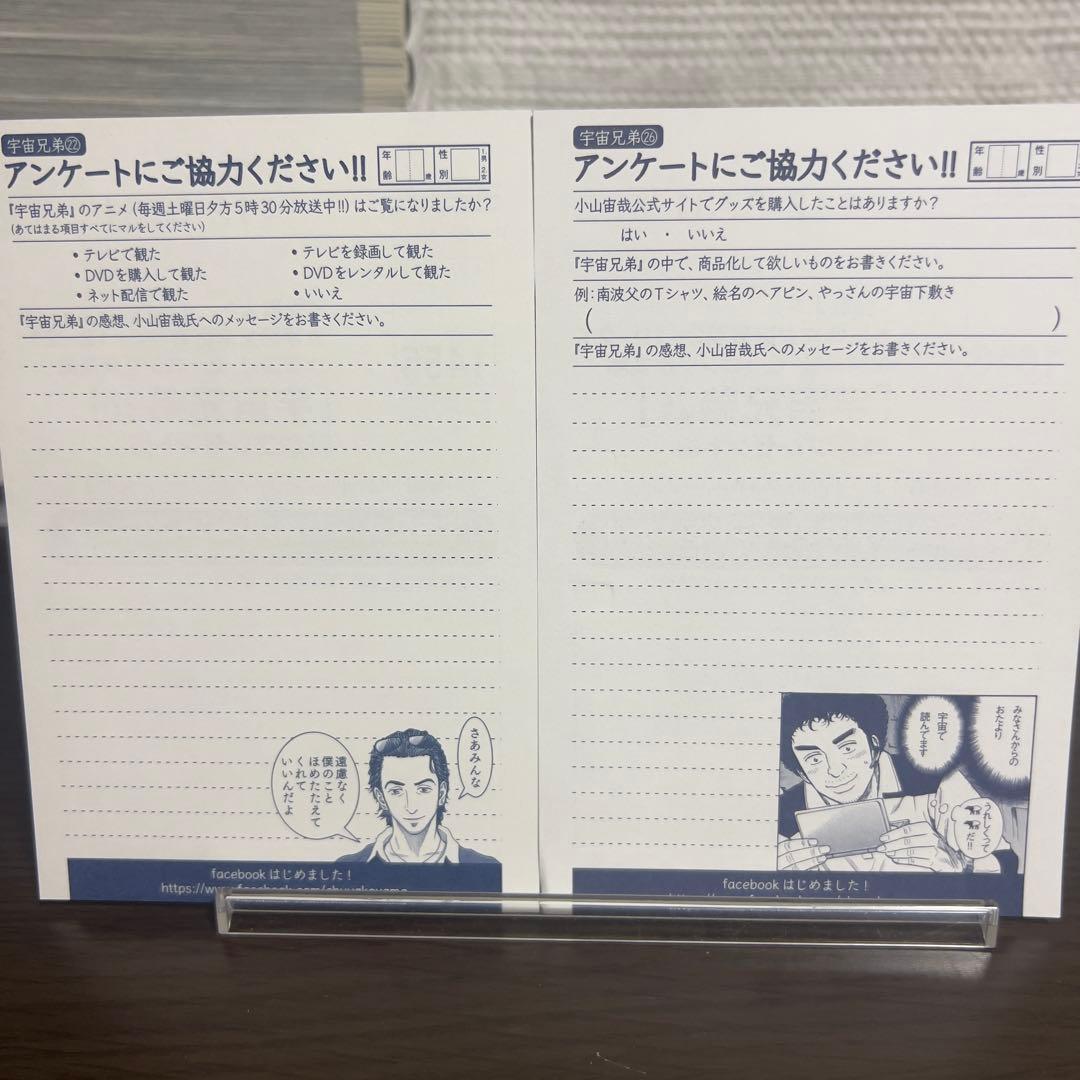 宇宙兄弟㉒
アンケートにご協力ください!!
年齢 歳 性別 1.男 2.女
『宇宙兄弟』のアニメ(毎週土曜日夕方5時30分放送中!!)はご覧になりましたか?
(あてはまる項目すべてにマルをしてください)
・テレビで観た ・テレビを録画して観た
・DVDを購入して観た ・DVDをレンタルして観た
・ネット配信で観た ・いいえ
『宇宙兄弟』の感想、小山宙哉氏へのメッセージをお書きください。
さあみんな
遠慮なく
僕のこと
ほめたたえて
くれて
いいんだよ
facebookはじめました!
宇宙兄弟㉖
アンケートにご協力ください!!
年齢 歳 性別
小山宙哉公式サイトでグッズを購入したことはありますか?
はい ・ いいえ
『宇宙兄弟』の中で、商品化して欲しいものをお書きください。
例:南波父のTシャツ、絵名のヘアピン、やっさんの宇宙下敷き
( )
『宇宙兄弟』の感想、小山宙哉氏へのメッセージをお書きください。
みなさんからの
おたより
宇宙で
読んでます
うれしくって
だ!!
facebookはじめました!